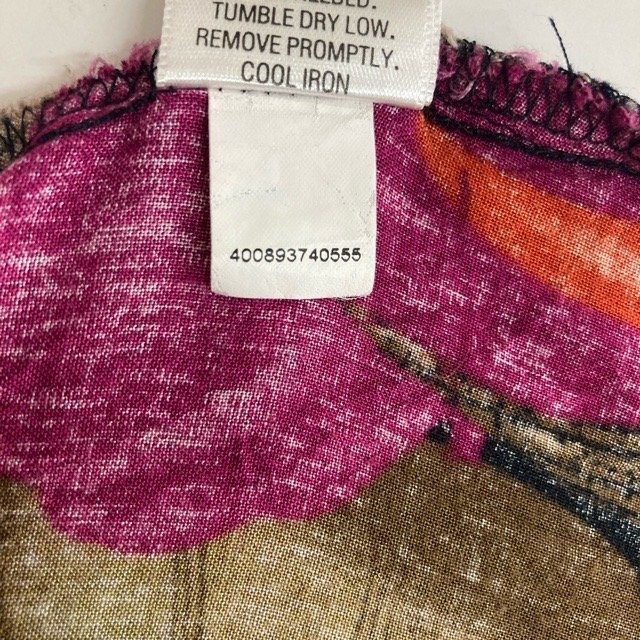 TUMBLE DRY LOW.
REMOVE PROMPTLY.
COOL IRON
400893740555